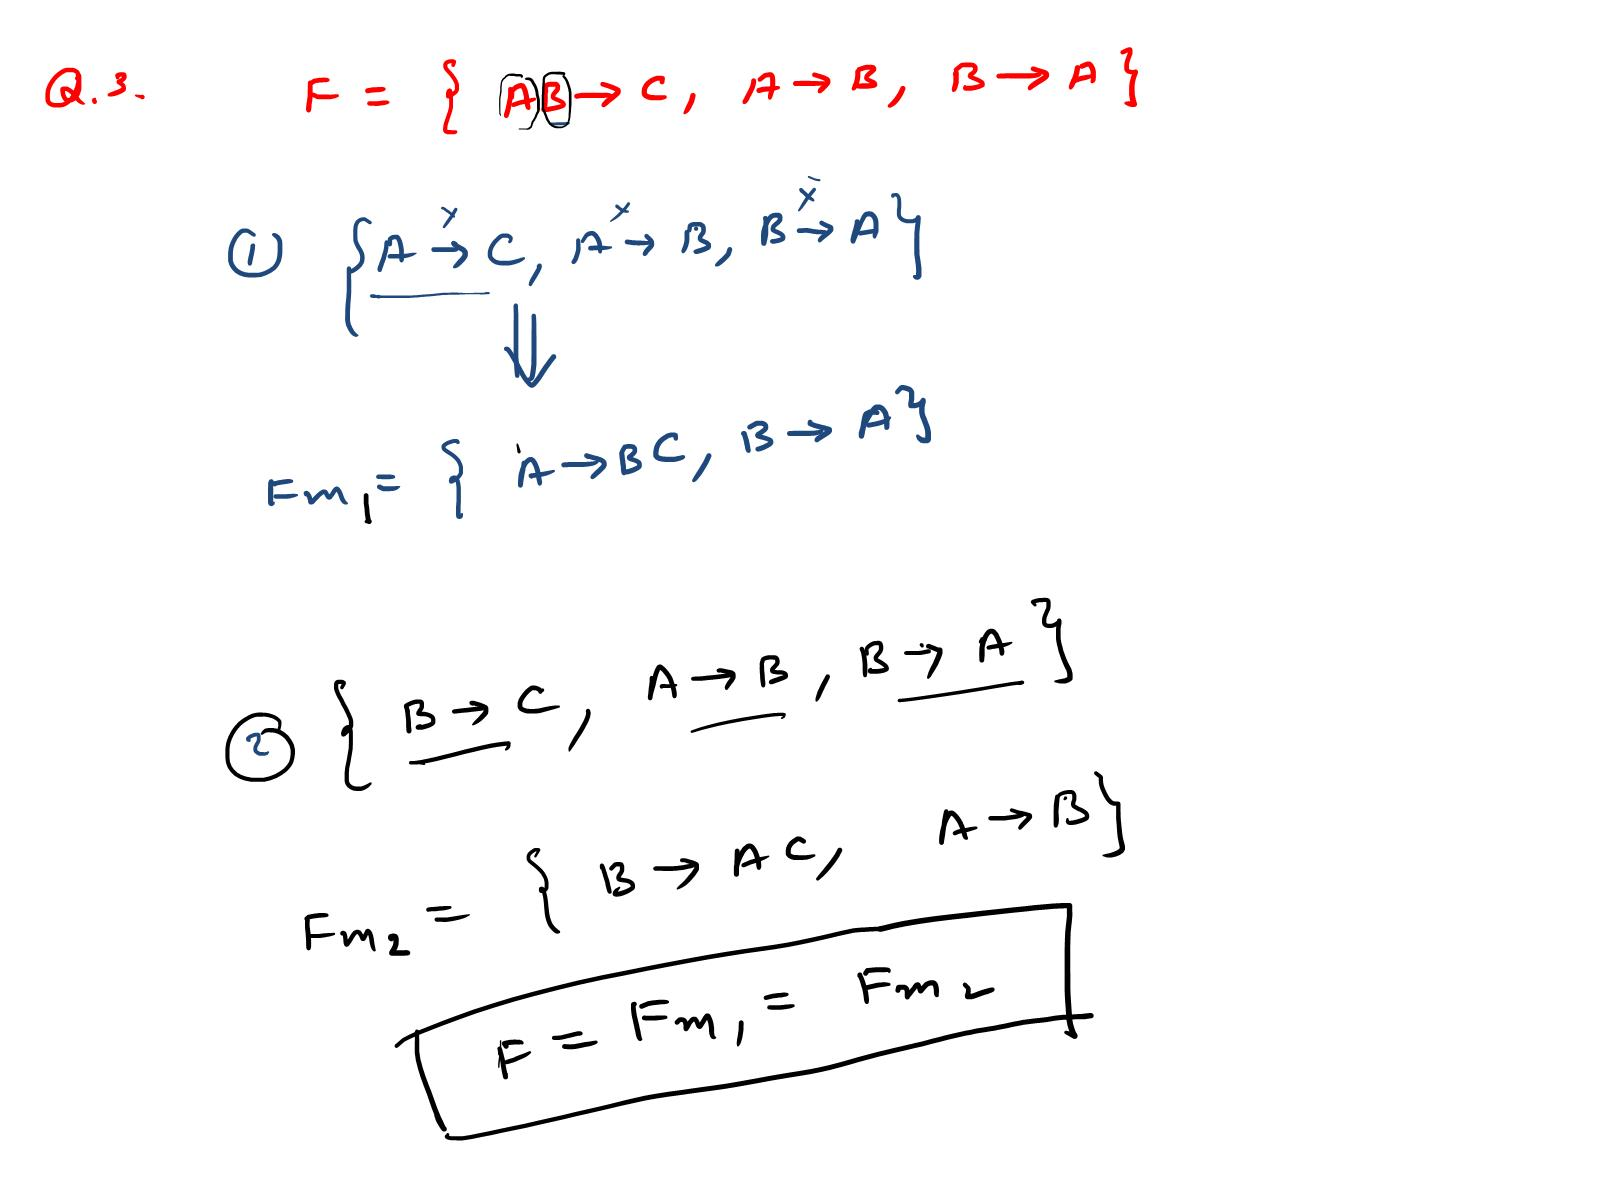 Q.3. F = { AB → C, A → B, B → A }
① { A → C, A → B, B → A }
x x x
⇓
Fm1 = { A → BC, B → A }
② { B → C, A → B, B → A }
Fm2 = { B → AC, A → B }
F = Fm1 = Fm2